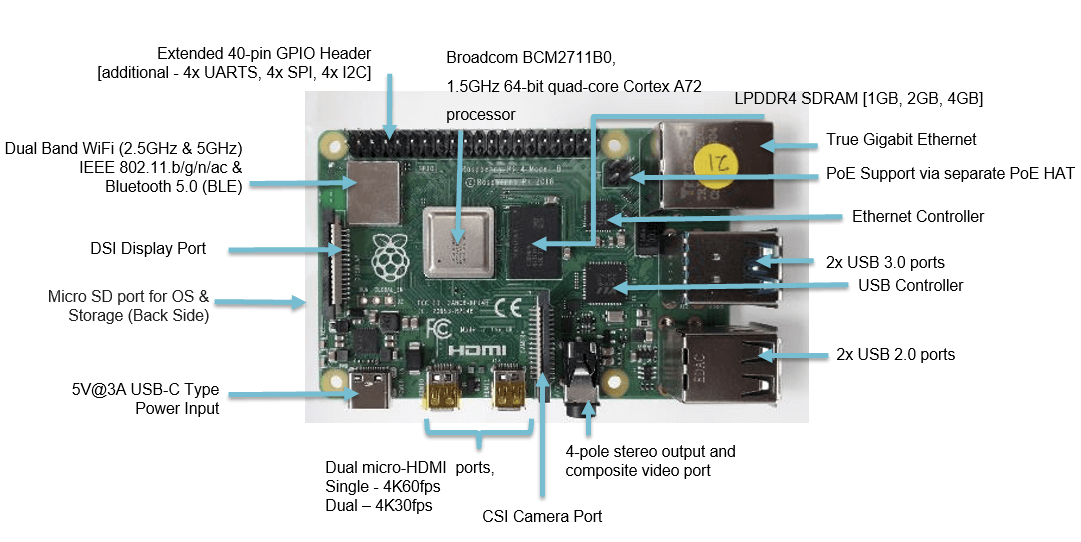 Extended 40-pin GPIO Header
[additional - 4x UARTS, 4x SPI, 4x I2C]
Broadcom BCM2711B0,
1.5GHz 64-bit quad-core Cortex A72
processor
LPDDR4 SDRAM [1GB, 2GB, 4GB]
Dual Band WiFi (2.5GHz & 5GHz)
IEEE 802.11.b/g/n/ac &
Bluetooth 5.0 (BLE)
True Gigabit Ethernet
PoE Support via separate PoE HAT
Ethernet Controller
DSI Display Port
2x USB 3.0 ports
USB Controller
Micro SD port for OS &
Storage (Back Side)
2x USB 2.0 ports
5V@3A USB-C Type
Power Input
4-pole stereo output and
composite video port
Dual micro-HDMI ports,
Single - 4K60fps
Dual – 4K30fps
CSI Camera Port
21
CE
FC
HDMI
EDAC